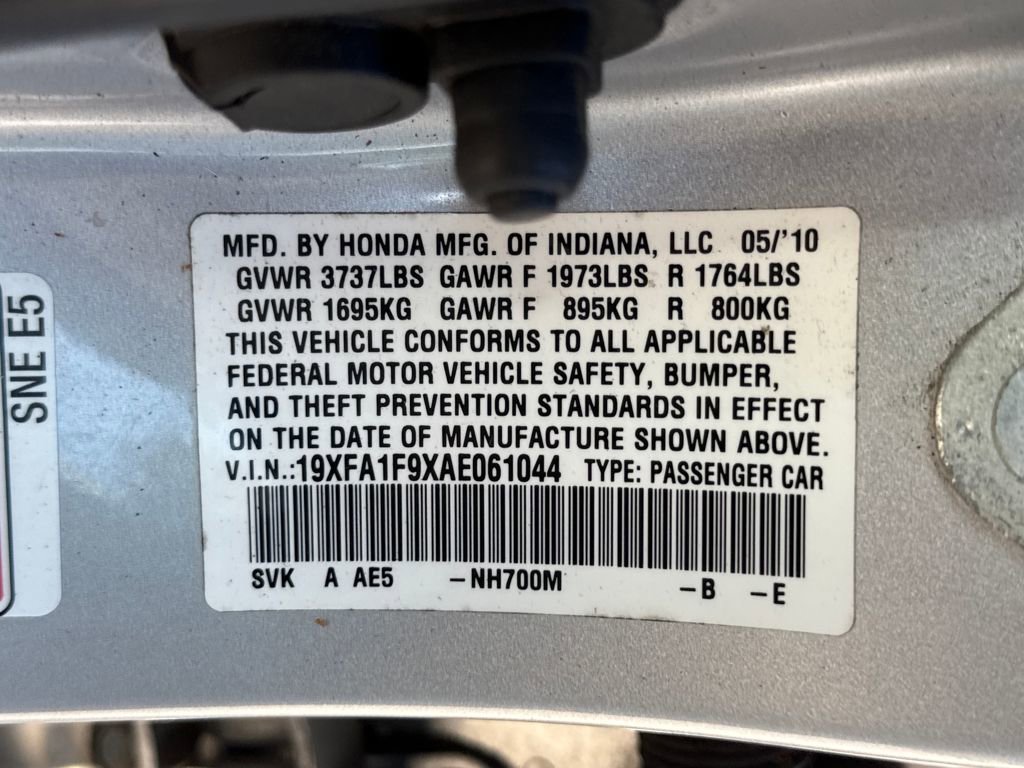 MFD. BY HONDA MFG. OF INDIANA, LLC 05/'10
GVWR 3737LBS GAWR F 1973LBS R 1764LBS
GVWR 1695KG GAWR F 895KG R 800KG
THIS VEHICLE CONFORMS TO ALL APPLICABLE
FEDERAL MOTOR VEHICLE SAFETY, BUMPER,
AND THEFT PREVENTION STANDARDS IN EFFECT
ON THE DATE OF MANUFACTURE SHOWN ABOVE.
V.I.N.:19XFA1F9XAE061044 TYPE: PASSENGER CAR
SVK A AE5 -NH700M -B -E
SNE E5